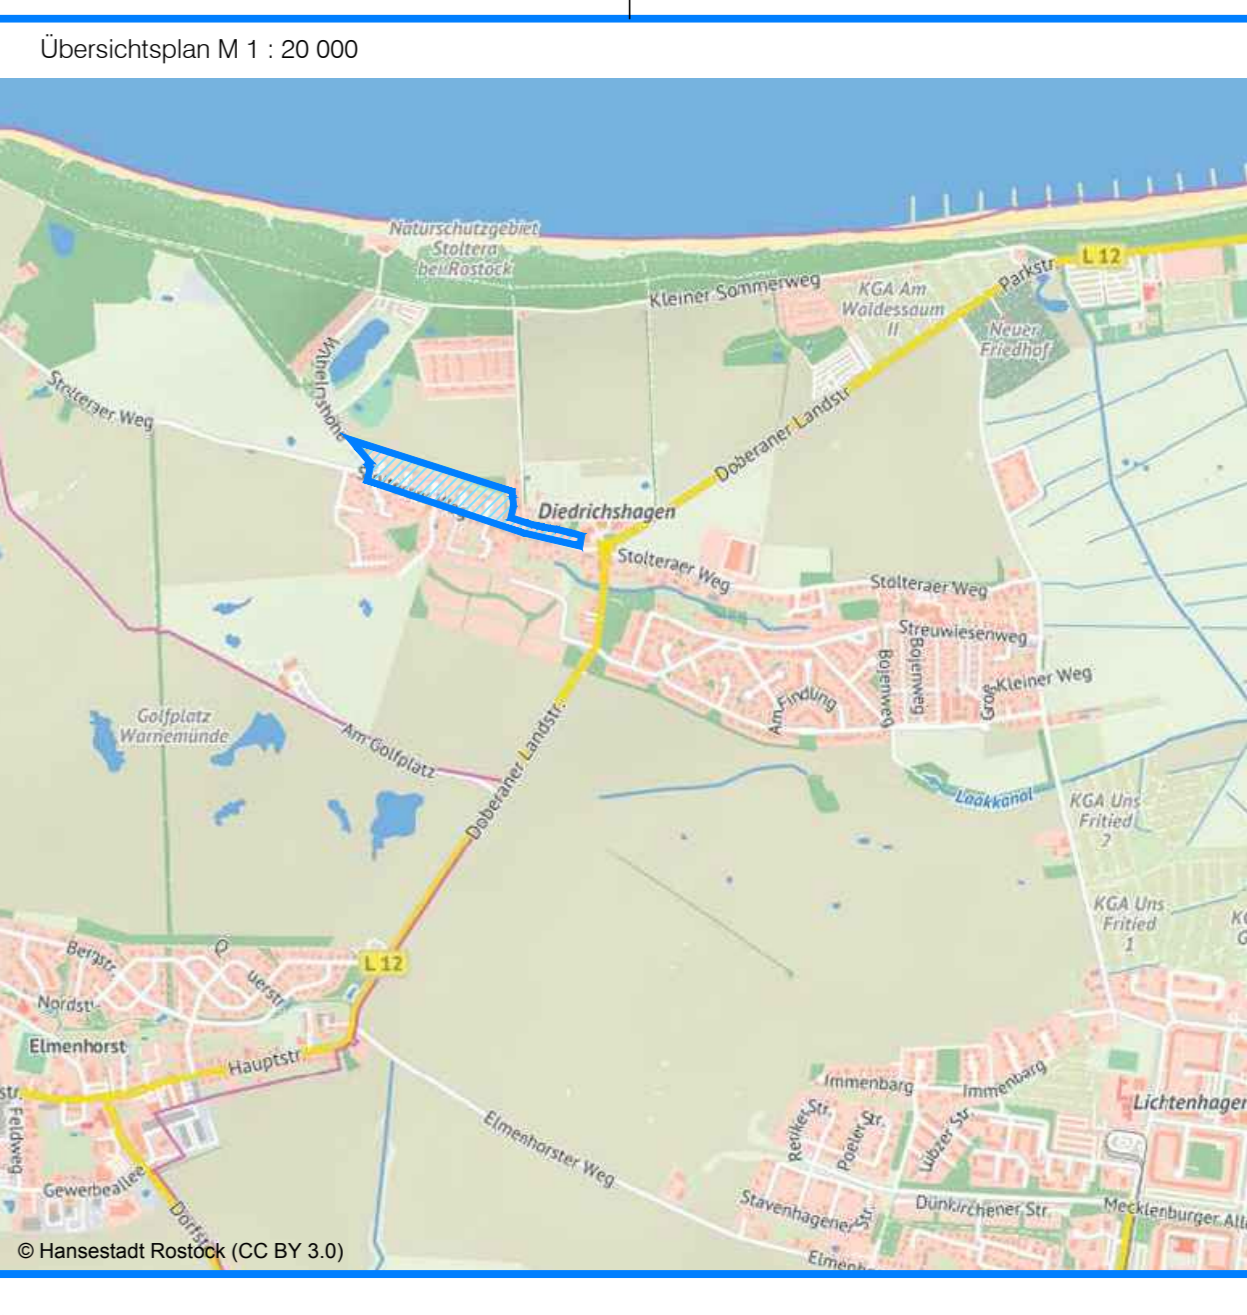 Übersichtsplan M 1 : 20 000
Naturschutzgebiet
Stoltera
bei Rostock
L 12
Parkstr.
Kleiner Sommerweg
KGA Am
Waldessaum
II
Neuer
Friedhof
Wilhelmshöhe
Stolteraer Weg
Doberaner Landstr.
Diedrichshagen
Stolteraer Weg
Stolteraer Weg
Streuwiesenweg
Bojenweg
Bojenweg
Kleiner Weg
Am Findling
Golfplatz
Warnemünde
Am Golfplatz
Doberaner Landstr.
Laakkanal
KGA Uns
Fritied
2
KGA Uns
Fritied
1
Bergstr.
Q
uerstr.
L 12
Nordstr.
Elmenhorst
Hauptstr.
str.
Feldweg
Immenbarg
Immenbarg
Lichtenhagen
Reriker Str.
Poeler Str.
Lübzer Str.
Elmenhorster Weg
Gewerbeallee
Dorfstr.
Stavenhagener Str.
Dünkirchener Str.
Mecklenburger All
© Hansestadt Rostock (CC BY 3.0)